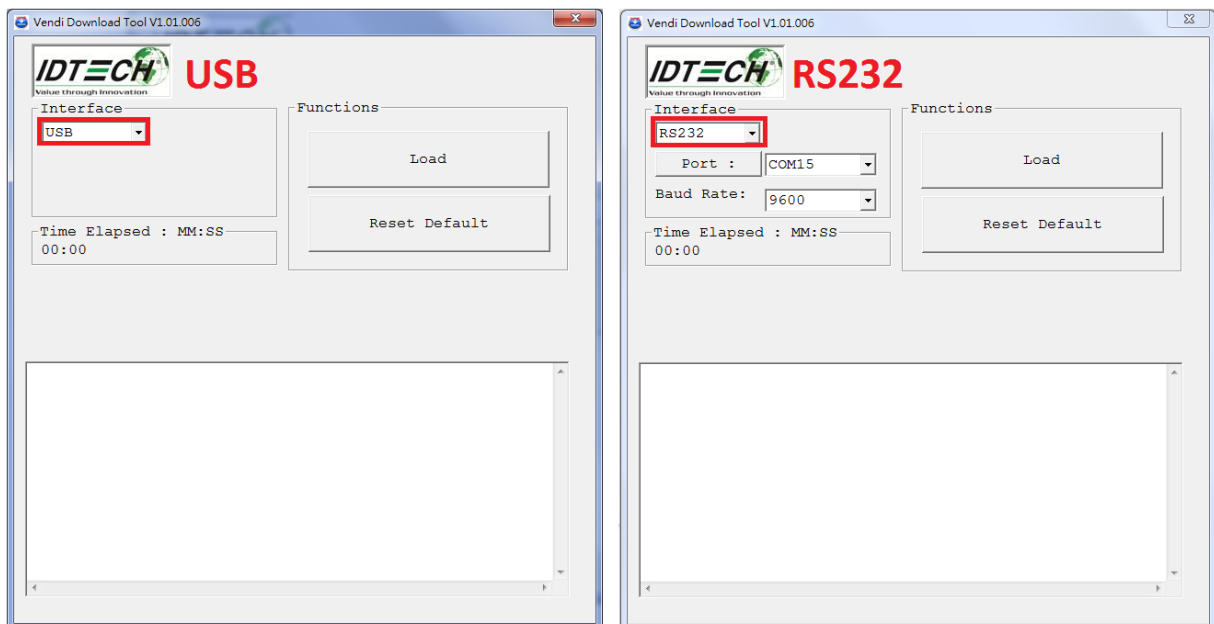 Vendi Download Tool V1.01.006
IDTECH
Value through Innovation
USB
Interface
USB
Functions
Load
Reset Default
Time Elapsed : MM:SS
00:00
Vendi Download Tool V1.01.006
IDTECH
Value through Innovation
RS232
Interface
RS232
Port :
COM15
Baud Rate:
9600
Functions
Load
Reset Default
Time Elapsed : MM:SS
00:00